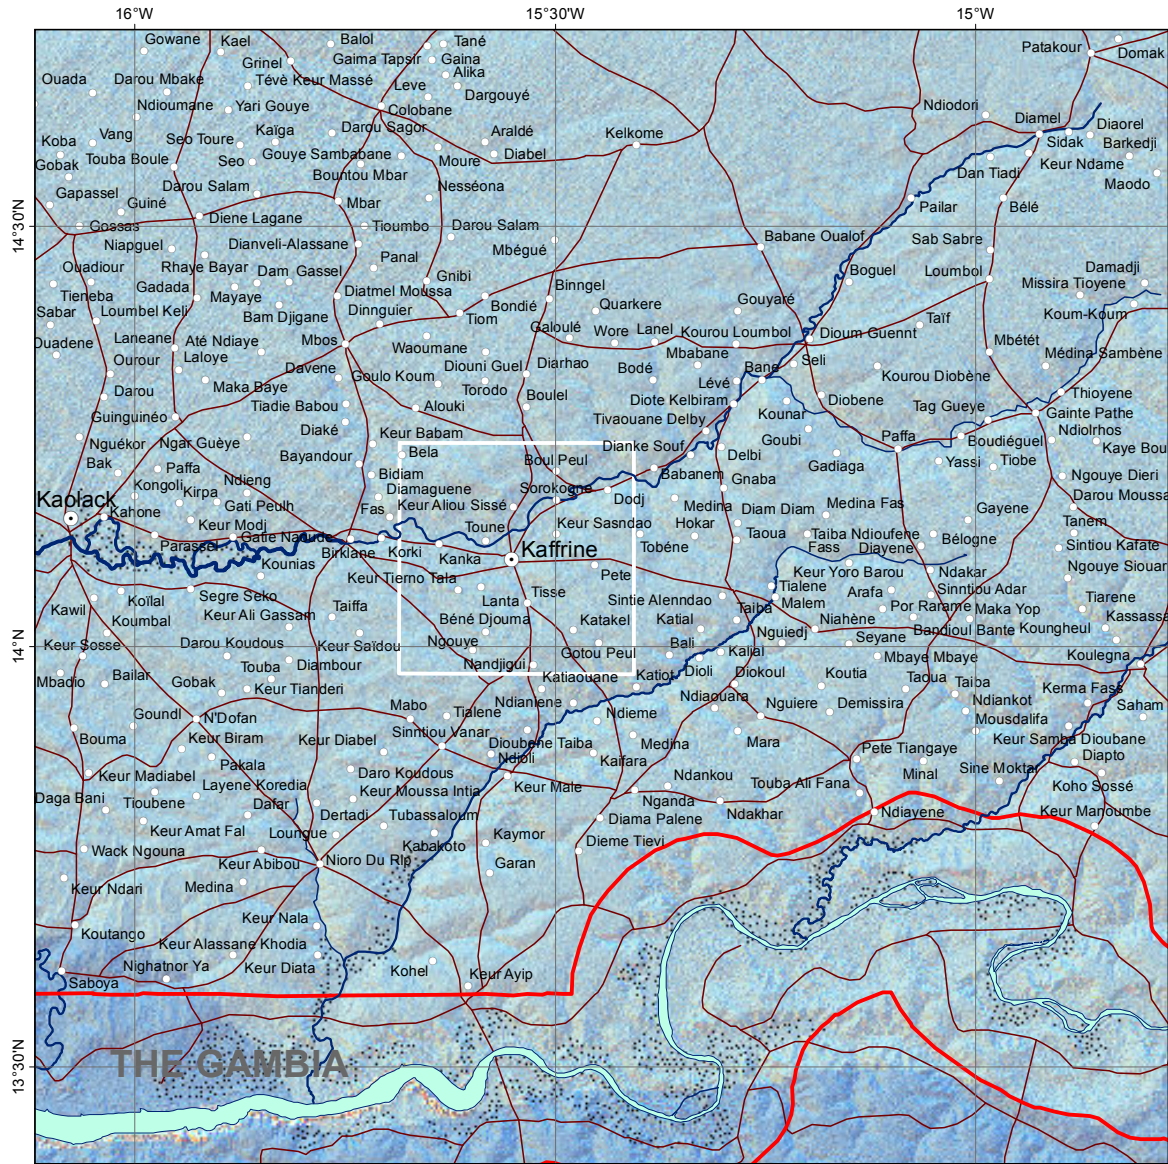 16°W 15°30'W 15°W
Gowane Kael Balol Tané
Patakour
Domak
Grinel Gaima Tapsir Gaina
Alika
Ouada Darou Mbake Tévè Keur Massé Leve
Dargouyé
Ndioumane Yari Gouye Colobane
Ndiodori
Diamel Diaorel
Koba Vang Seo Toure Kaïga Darou Sagor Araldé Kelkome
Sidak Barkedji
Gobak Touba Boule Seo Gouye Sambabane Moure Diabel
Keur Ndame
Bountou Mbar
Dan Tiadi Maodo
Gapassel Guiné Darou Salam Mbar Nesséona
Pailar Bélé
14°30'N
Gossas Diene Lagane Tioumbo Darou Salam
Niapguel Dianveli-Alassane Mbégué Babane Oualof Sab Sabre
Ouadiour Rhaye Bayar Dam Gassel Panal Gnibi
Boguel Loumbol Damadji
Missira Tioyene
Tieneba Gadada Mayaye Diatmel Moussa Bondié Binngel
Quarkere Gouyaré
Koum-Koum
Sabar Loumbel Keli Bam Djigane Dinnguier Tiom
Taïf
Ouadene Laneane Até Ndiaye Mbos Galoulé Wore Lanel Kourou Loumbol Dioum Guennt
Mbétét
Ourour Laloye Waoumane Diarhao Mbabane
Médina Sambène
Davene Diouni Guel Bodé Bane Seli
Darou Maka Baye Goulo Koum Torodo Lévé
Kourou Diobène
Thioyene
Guinguinéo Tiadie Babou Alouki Boulel Diote Kelbiram Diobene Tag Gueye
Gainte Pathe
Kounar
Diaké Tivaouane Delby
Nguékor Ngar Guèye Keur Babam Dianke Souf Goubi Paffa Ndiolrhos
Boudiéguel Kaye Bou
Bak Bayandour Bela Boul Peul Delbi
Gadiaga Yassi Tiobe
Paffa Bidiam Babanem
Kongoli Ndieng Diamaguene Sorokogne Gnaba
Ngouye Dieri
Kaolack Kirpa Gati Peulh Fas Keur Aliou Sissé Dodj Medina Diam Diam Medina Fas
Darou Moussa
Kahone Keur Modj Toune Keur Sasndao Hokar Gayene
Tanem
Parassel Gatie Naoude Birkiane Korki Kaffrine Tobéne Taoua Taiba Ndioufene Bélogne
Fass Diayene
Sintiou Kafate
Kounias Kanka
Keur Tierno Tala Pete Keur Yoro Barou Ndakar Ngouye Siouar
Koïlal Segre Seko Tisse Tialene Arafa Sinntiou Adar
Lanta Sintie Alenndao Malem
Kawil Koumbal Keur Ali Gassam Taiffa Taiba Por Rarame Maka Yop Tiarene
Béné Djouma Katakel Katial Niahène Bandioul Bante Koungheul Kassassa
14°N
Keur Sosse Darou Koudous Keur Saïdou Ngouye Gotou Peul Bali Nguiedj
Seyane
Kaliai Koulegna
Mbadio Bailar Touba Diambour Nandjigui Dioli Mbaye Mbaye
Gobak Keur Tianderi Katiaouane Katiot Diokoul Koutia Taoua Taiba Kerma Fass
Goundl N'Dofan Mabo Tialene Ndianlene Ndieme Ndiaouara Nguiere Demissira Ndiankot
Saham
Mousdalifa
Bouma Keur Biram Keur Diabel Sinntiou Vanar
Dioubene Taiba Medina Mara Pete Tiangaye Keur Samba Dioubane
Pakala Ndioli Kaifara Diapto
Keur Madiabel Daro Koudous Minal Sine Moktar
Layene Koredia Keur Moussa Intia Keur Male Ndankou Touba Ali Fana Koho Sossé
Daga Bani Tioubene Dafar Nganda
Dertadi Tubassaloum Diama Palene Ndakhar Ndiayene Keur Manoumbe
Keur Amat Fal Loungue Kaymor
Dieme Tievi
Wack Ngouna Keur Abibou Nioro Du Rip Kabakoto
Garan
Keur Ndari Medina
Keur Nala
Koutango
Keur Alassane Khodia
Nighatnor Ya Keur Diata Kohel Keur Ayip
Saboya
13°30'N
THE GAMBIA